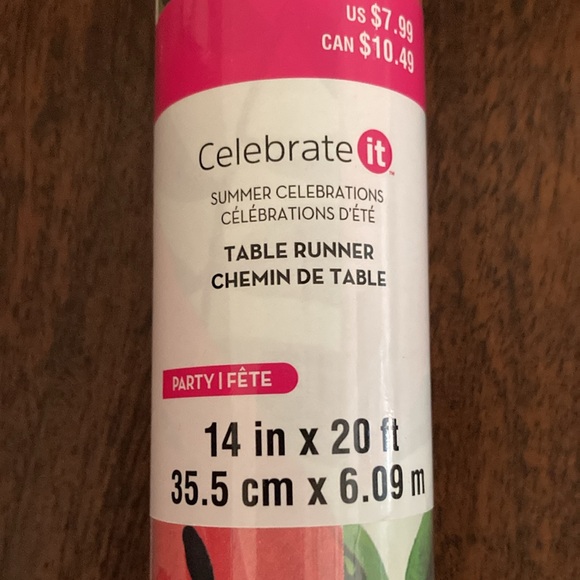 US $7.99
CAN $10.49
Celebrate it™
SUMMER CELEBRATIONS
CÉLÉBRATIONS D'ÉTÉ
TABLE RUNNER
CHEMIN DE TABLE
PARTY | FÊTE
14 in x 20 ft
35.5 cm x 6.09 m